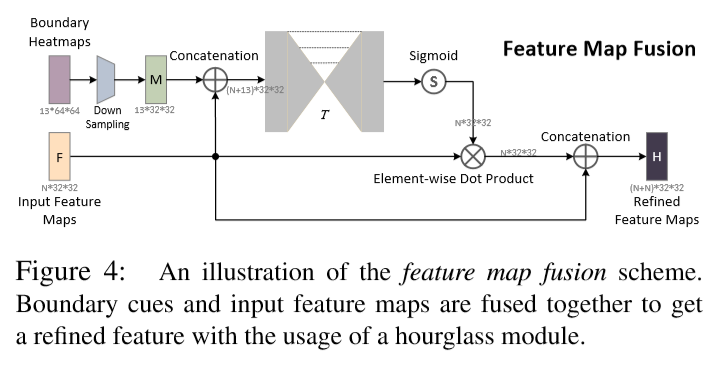 Boundary
Heatmaps
Feature Map Fusion
Concatenation
Sigmoid
M
S
(N+13)*32*32
13*64*64
Down
Sampling
13*32*32
T
N*32*32
Concatenation
F
N*32*32
H
Element-wise Dot Product
N*32*32
Input Feature
Maps
(N+N)*32*32
Refined
Feature Maps
Figure 4: An illustration of the feature map fusion scheme.
Boundary cues and input feature maps are fused together to get
a refined feature with the usage of a hourglass module.